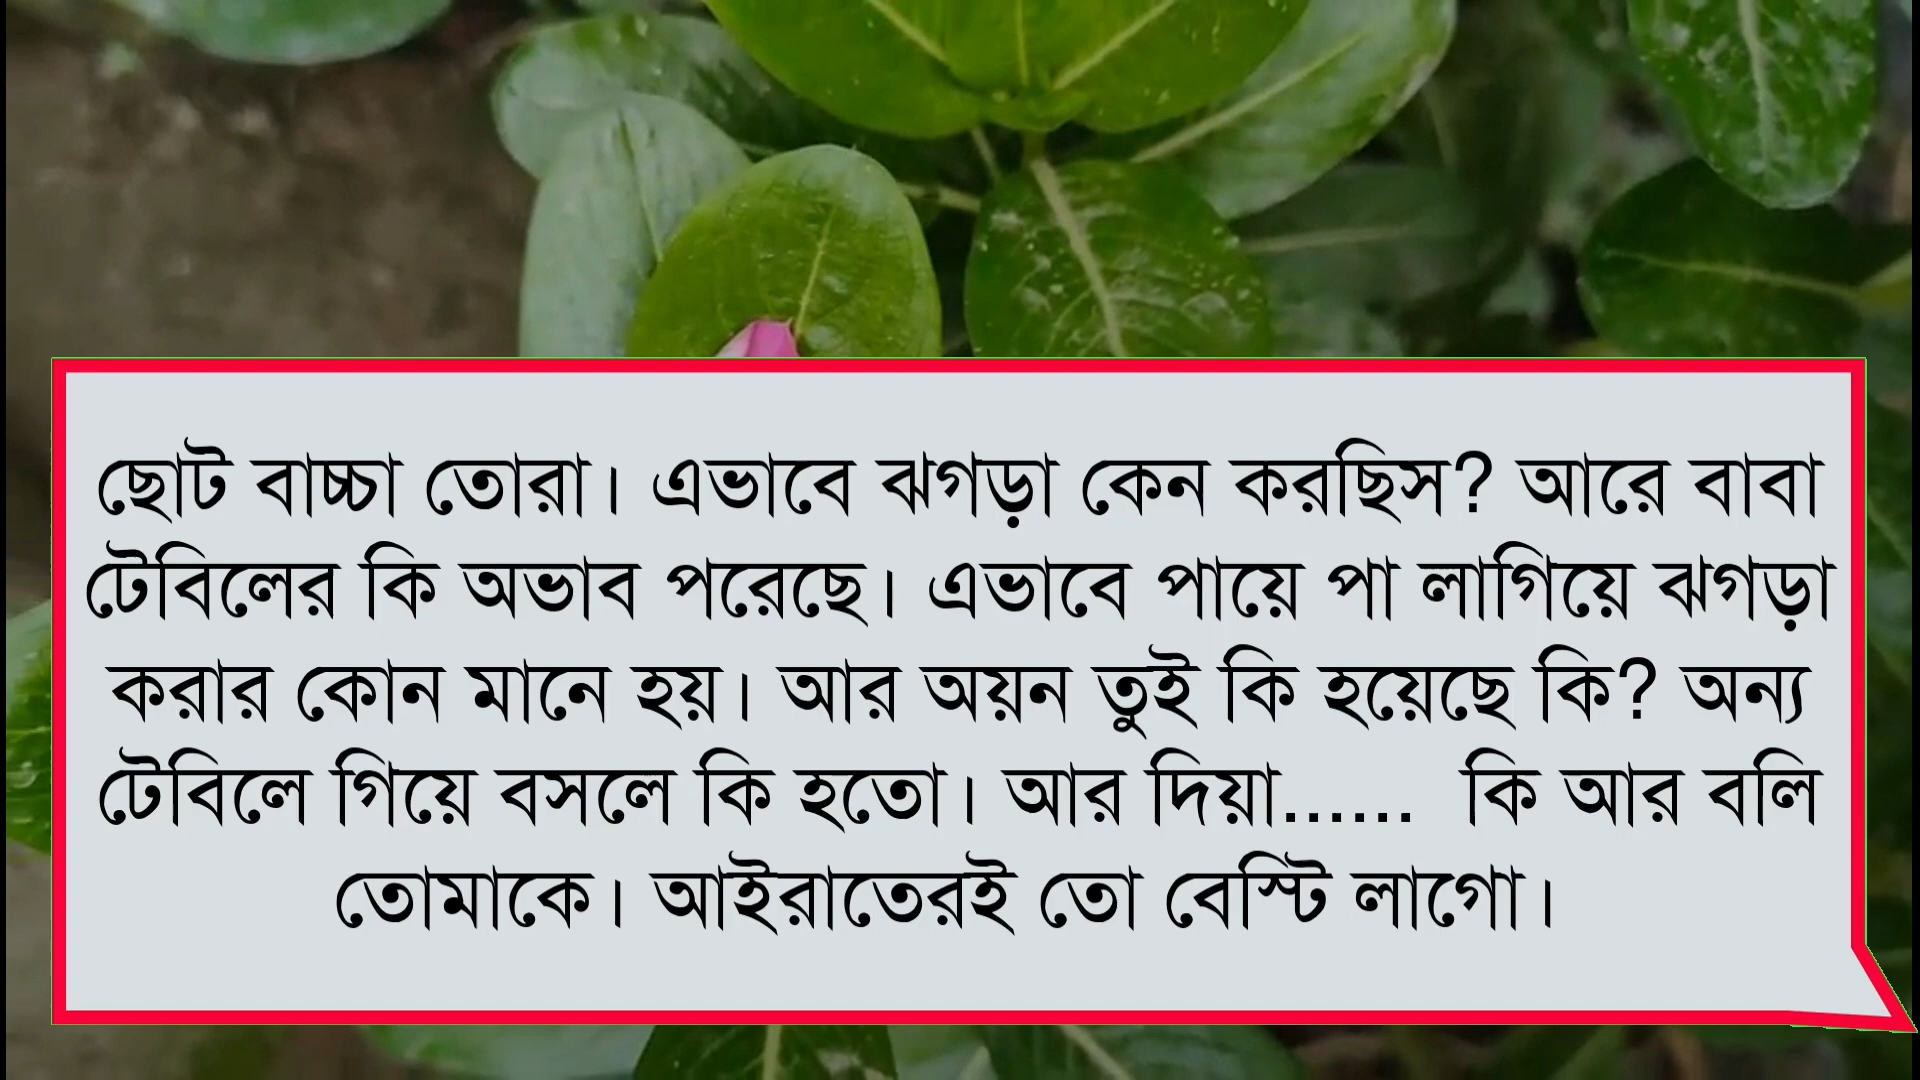 ছোট বাচ্চা তোরা। এভাবে ঝগড়া কেন করছিস? আরে বাবা
টেবিলের কি অভাব পরেছে। এভাবে পায়ে পা লাগিয়ে ঝগড়া
করার কোন মানে হয়। আর অয়ন তুই কি হয়েছে কি? অন্য
টেবিলে গিয়ে বসলে কি হতো। আর দিয়া...... কি আর বলি
তোমাকে। আইরাতেরই তো বেস্টি লাগো।